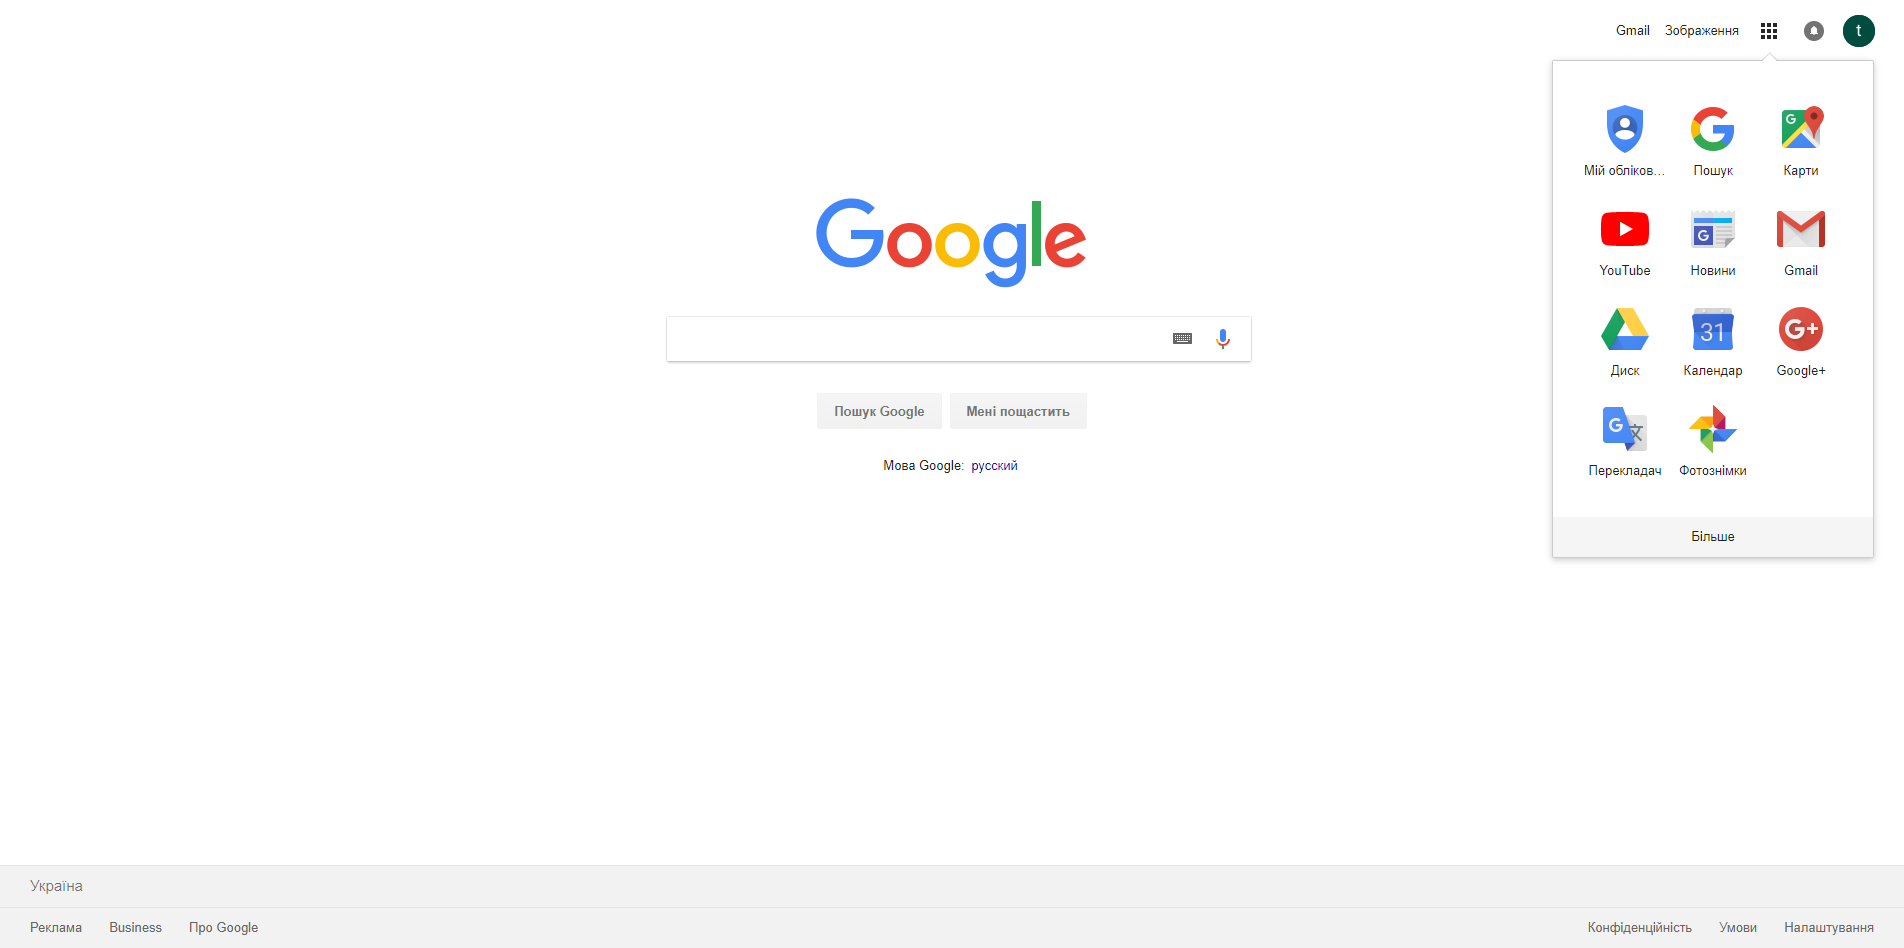 Gmail Зображення t
Мій обліков… Пошук Карти
YouTube Новини Gmail
31
Диск Календар Google+
Перекладач Фотознімки
Більше
Google
Пошук Google Мені пощастить
Мова Google: русский
Україна
Реклама Business Про Google Конфіденційність Умови Налаштування